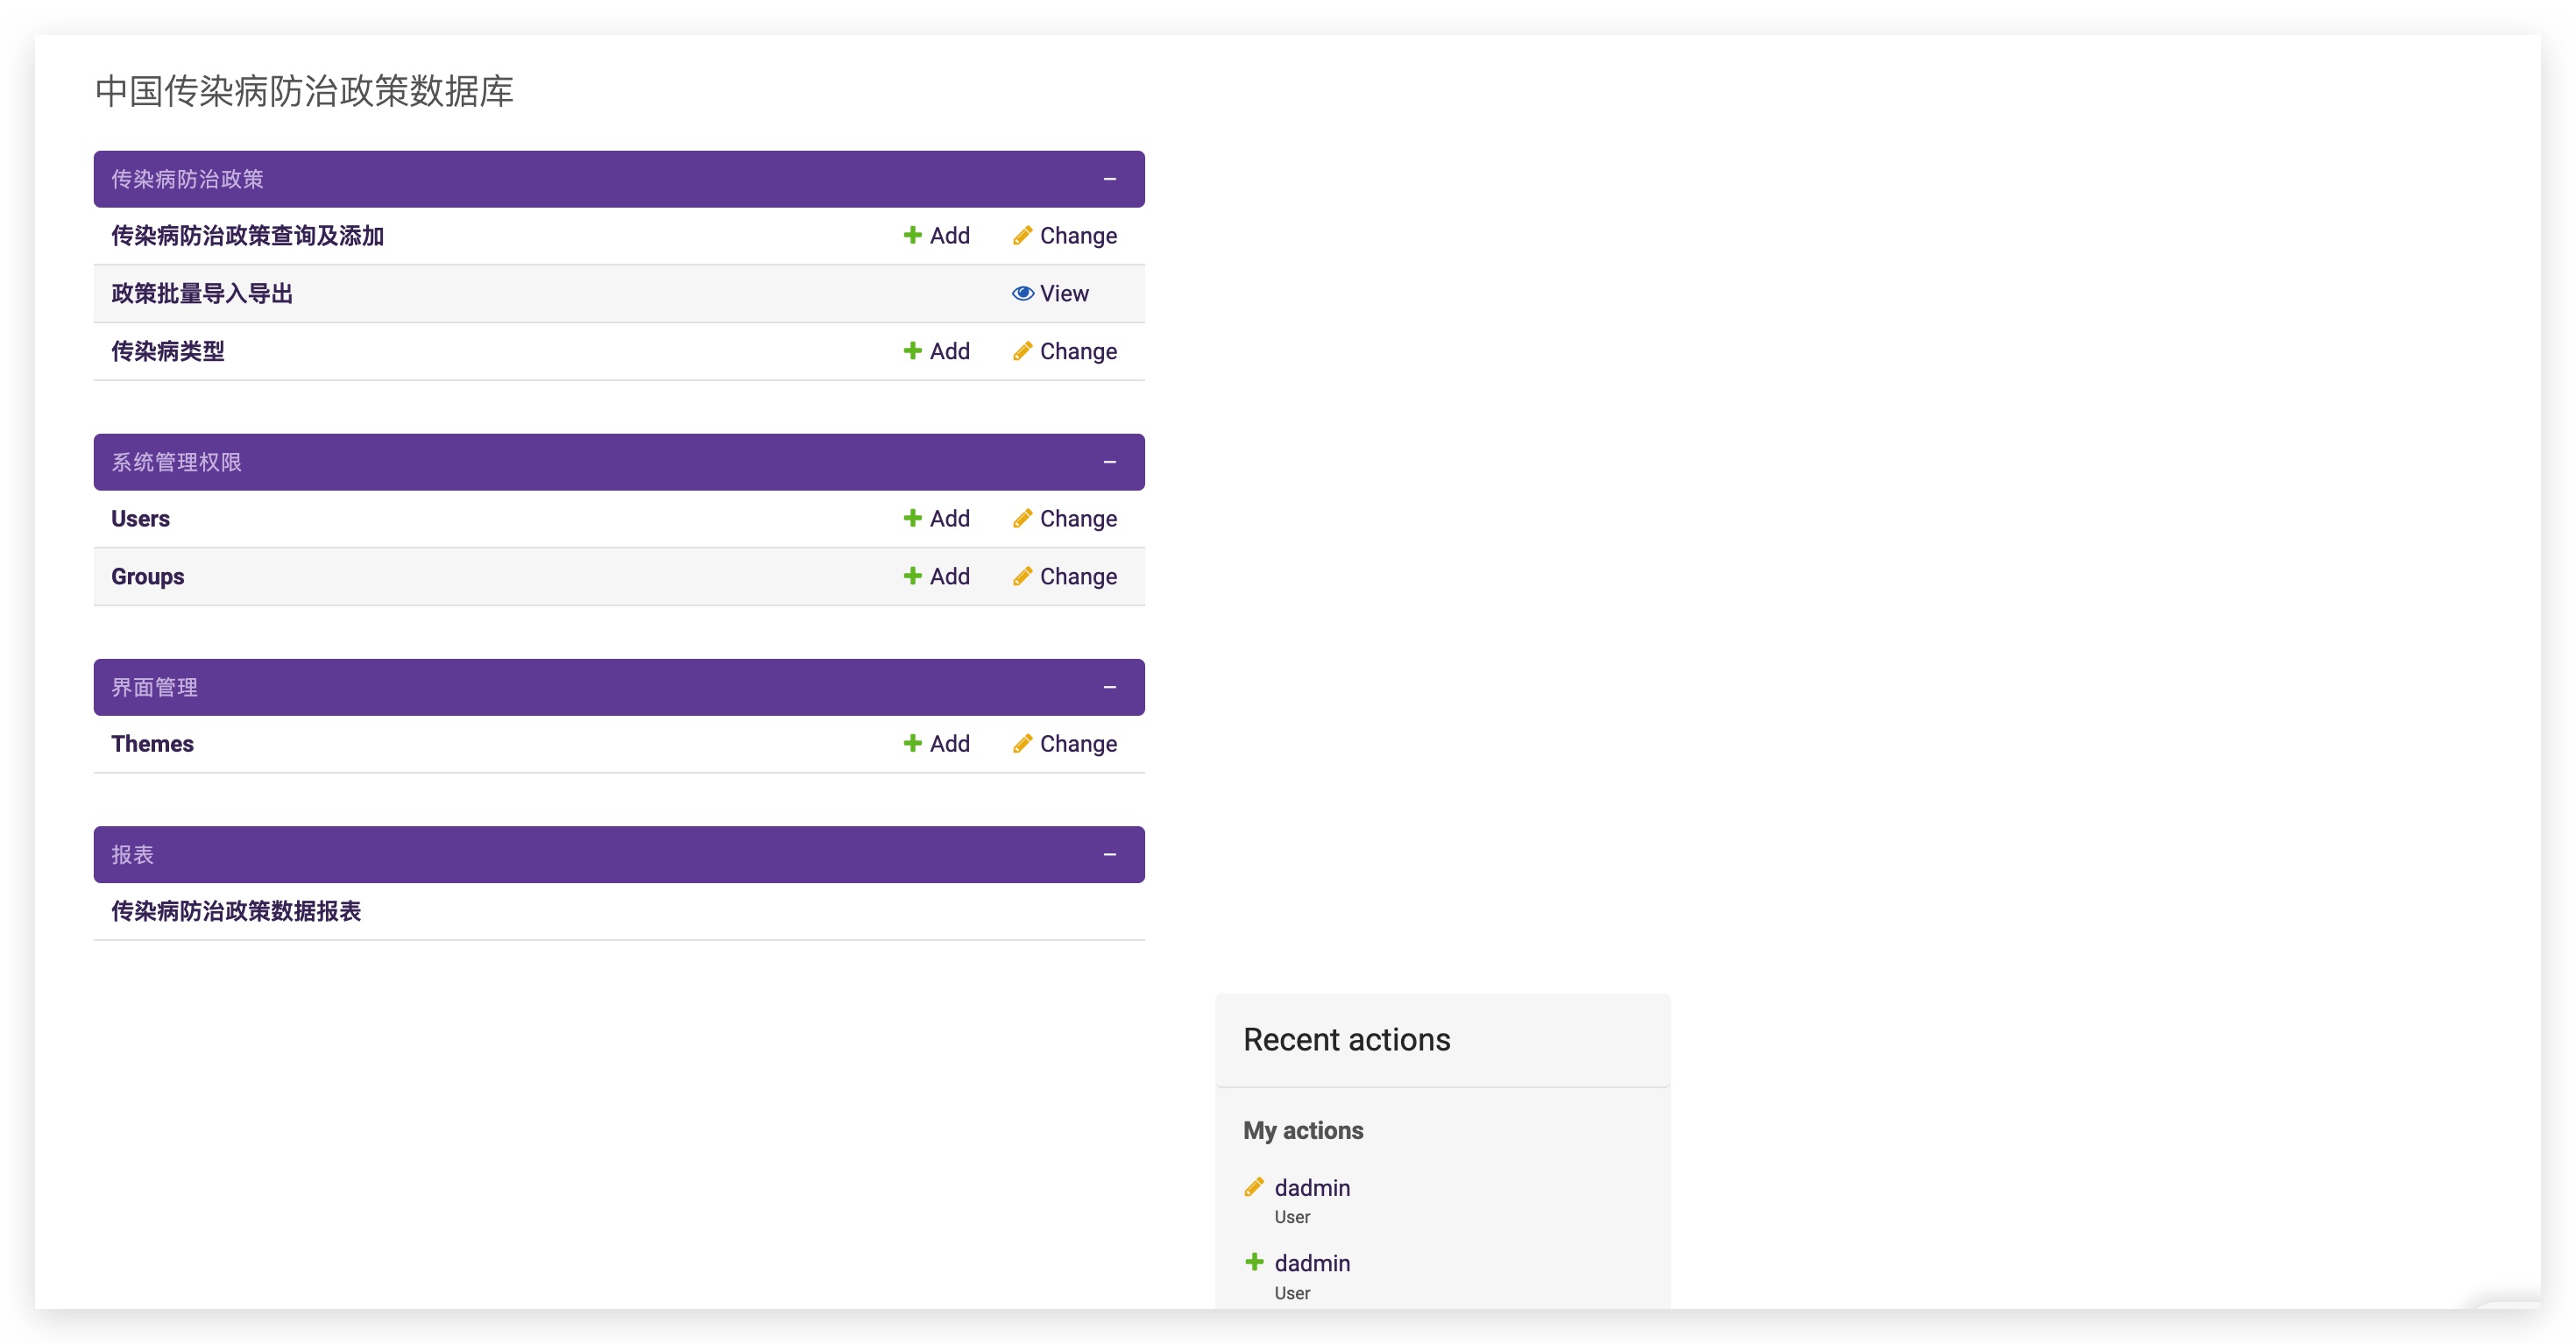 中国传染病防治政策数据库
传染病防治政策 −
传染病防治政策查询及添加 Add Change
政策批量导入导出 View
传染病类型 Add Change
系统管理权限 −
Users Add Change
Groups Add Change
界面管理 −
Themes Add Change
报表 −
传染病防治政策数据报表
Recent actions
My actions
dadmin
User
dadmin
User